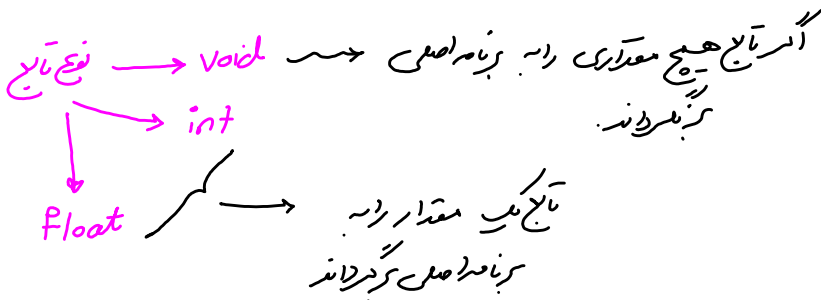 نوع تابع → void → اگر تابع هیچ مقداری را به برنامه اصلی
برنگرداند.
int
float → تابع یک مقدار را به
برنامه اصلی برگرداند